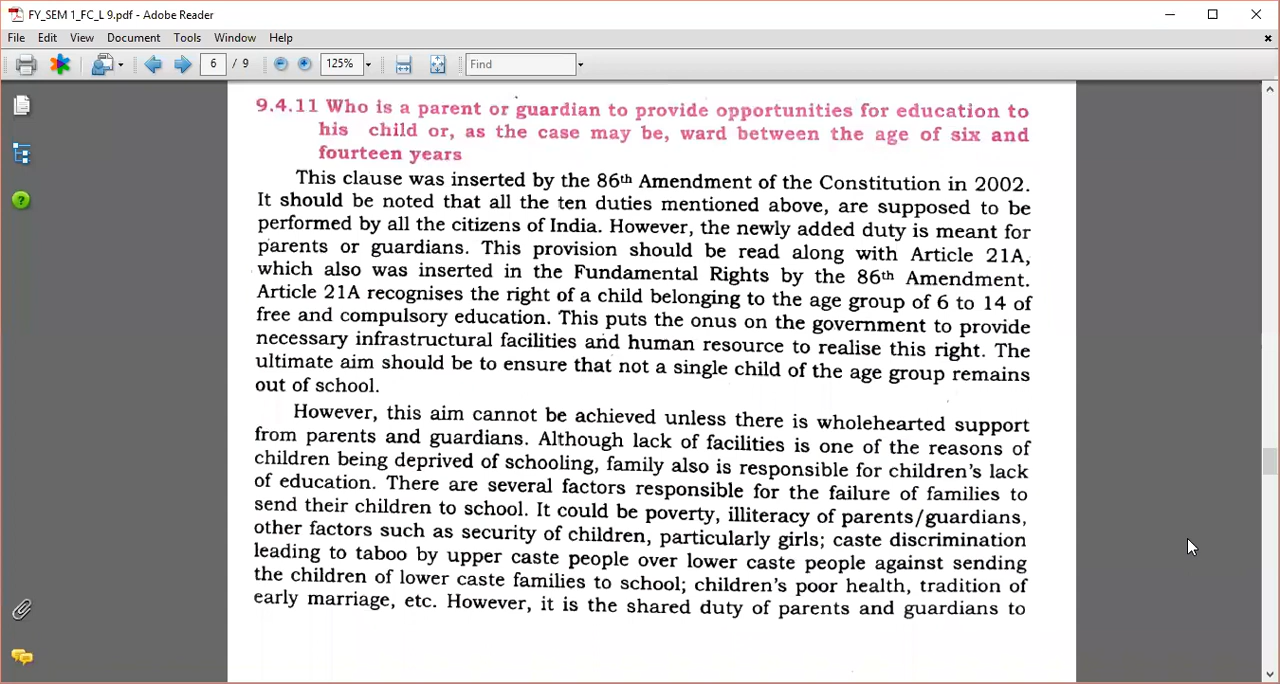 FY_SEM 1_FC_L 9.pdf - Adobe Reader
File Edit View Document Tools Window Help
6 / 9 125% Find
9.4.11 Who is a parent or guardian to provide opportunities for education to
his child or, as the case may be, ward between the age of six and
fourteen years
This clause was inserted by the 86th Amendment of the Constitution in 2002.
It should be noted that all the ten duties mentioned above, are supposed to be
performed by all the citizens of India. However, the newly added duty is meant for
parents or guardians. This provision should be read along with Article 21A,
which also was inserted in the Fundamental Rights by the 86th Amendment.
Article 21A recognises the right of a child belonging to the age group of 6 to 14 of
free and compulsory education. This puts the onus on the government to provide
necessary infrastructural facilities and human resource to realise this right. The
ultimate aim should be to ensure that not a single child of the age group remains
out of school.
However, this aim cannot be achieved unless there is wholehearted support
from parents and guardians. Although lack of facilities is one of the reasons of
children being deprived of schooling, family also is responsible for children's lack
of education. There are several factors responsible for the failure of families to
send their children to school. It could be poverty, illiteracy of parents/guardians,
other factors such as security of children, particularly girls; caste discrimination
leading to taboo by upper caste people over lower caste people against sending
the children of lower caste families to school; children's poor health, tradition of
early marriage, etc. However, it is the shared duty of parents and guardians to